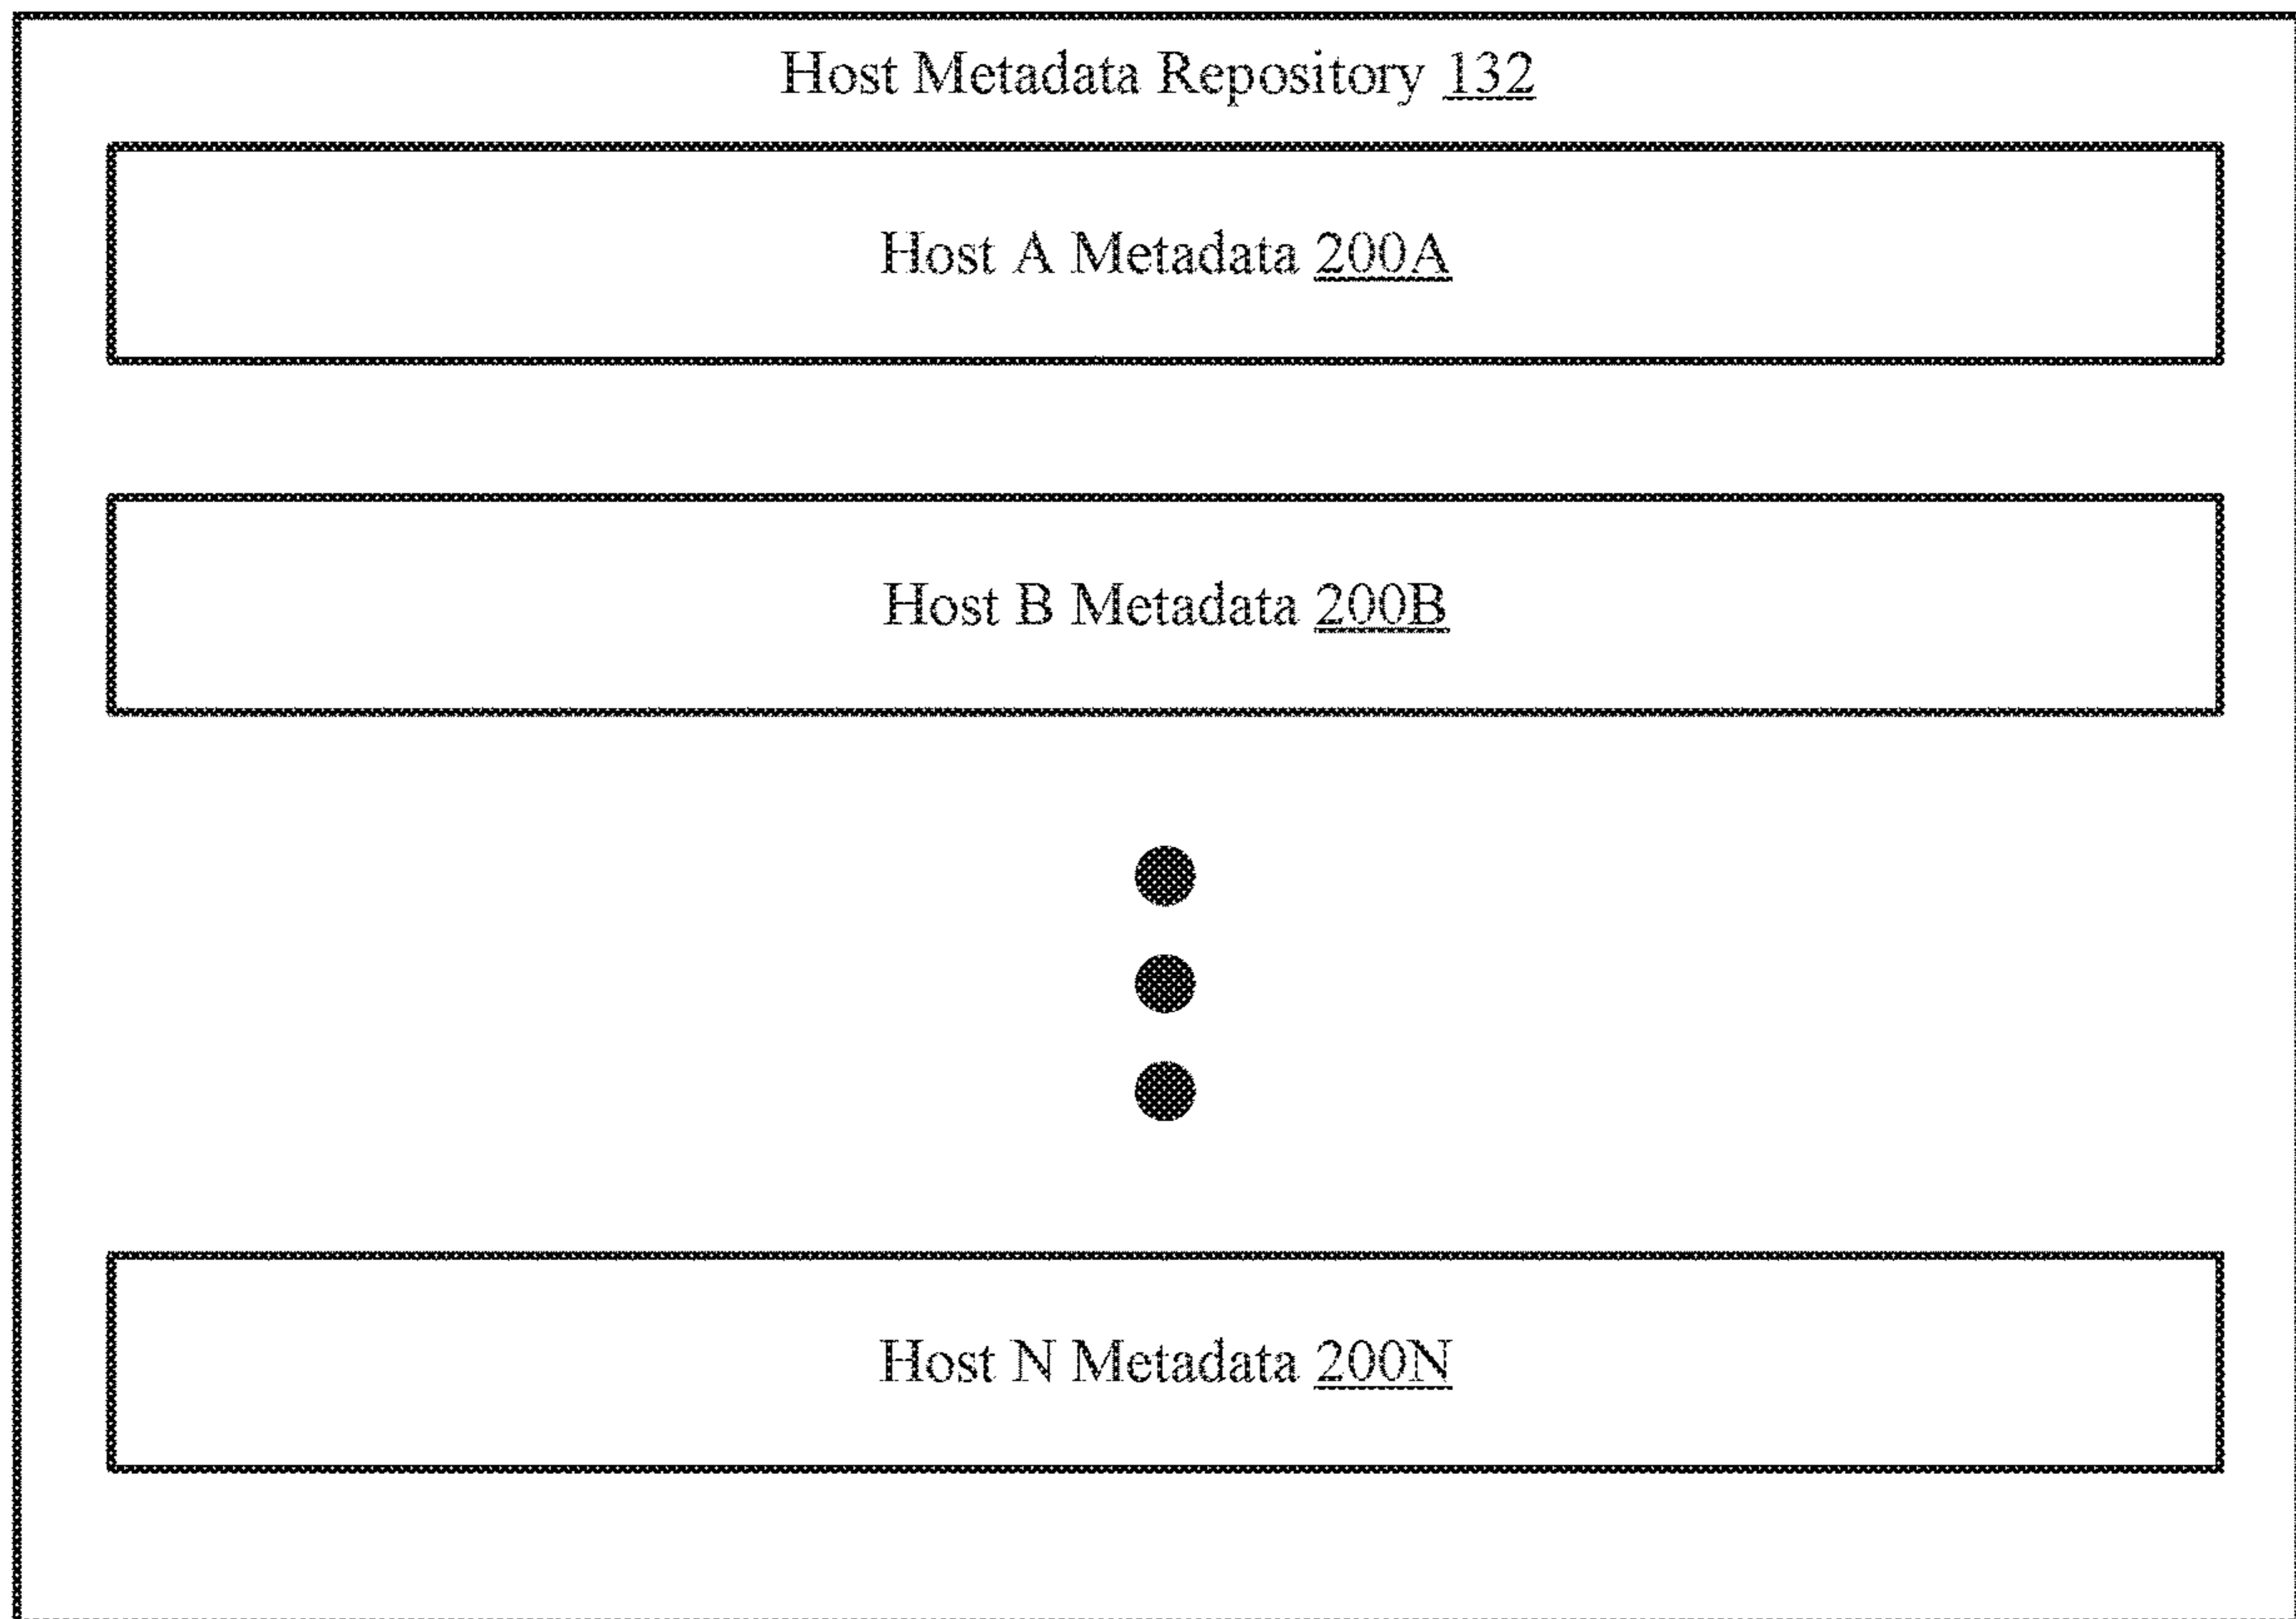 Host Metadata Repository 132
Host A Metadata 200A
Host B Metadata 200B
Host N Metadata 200N